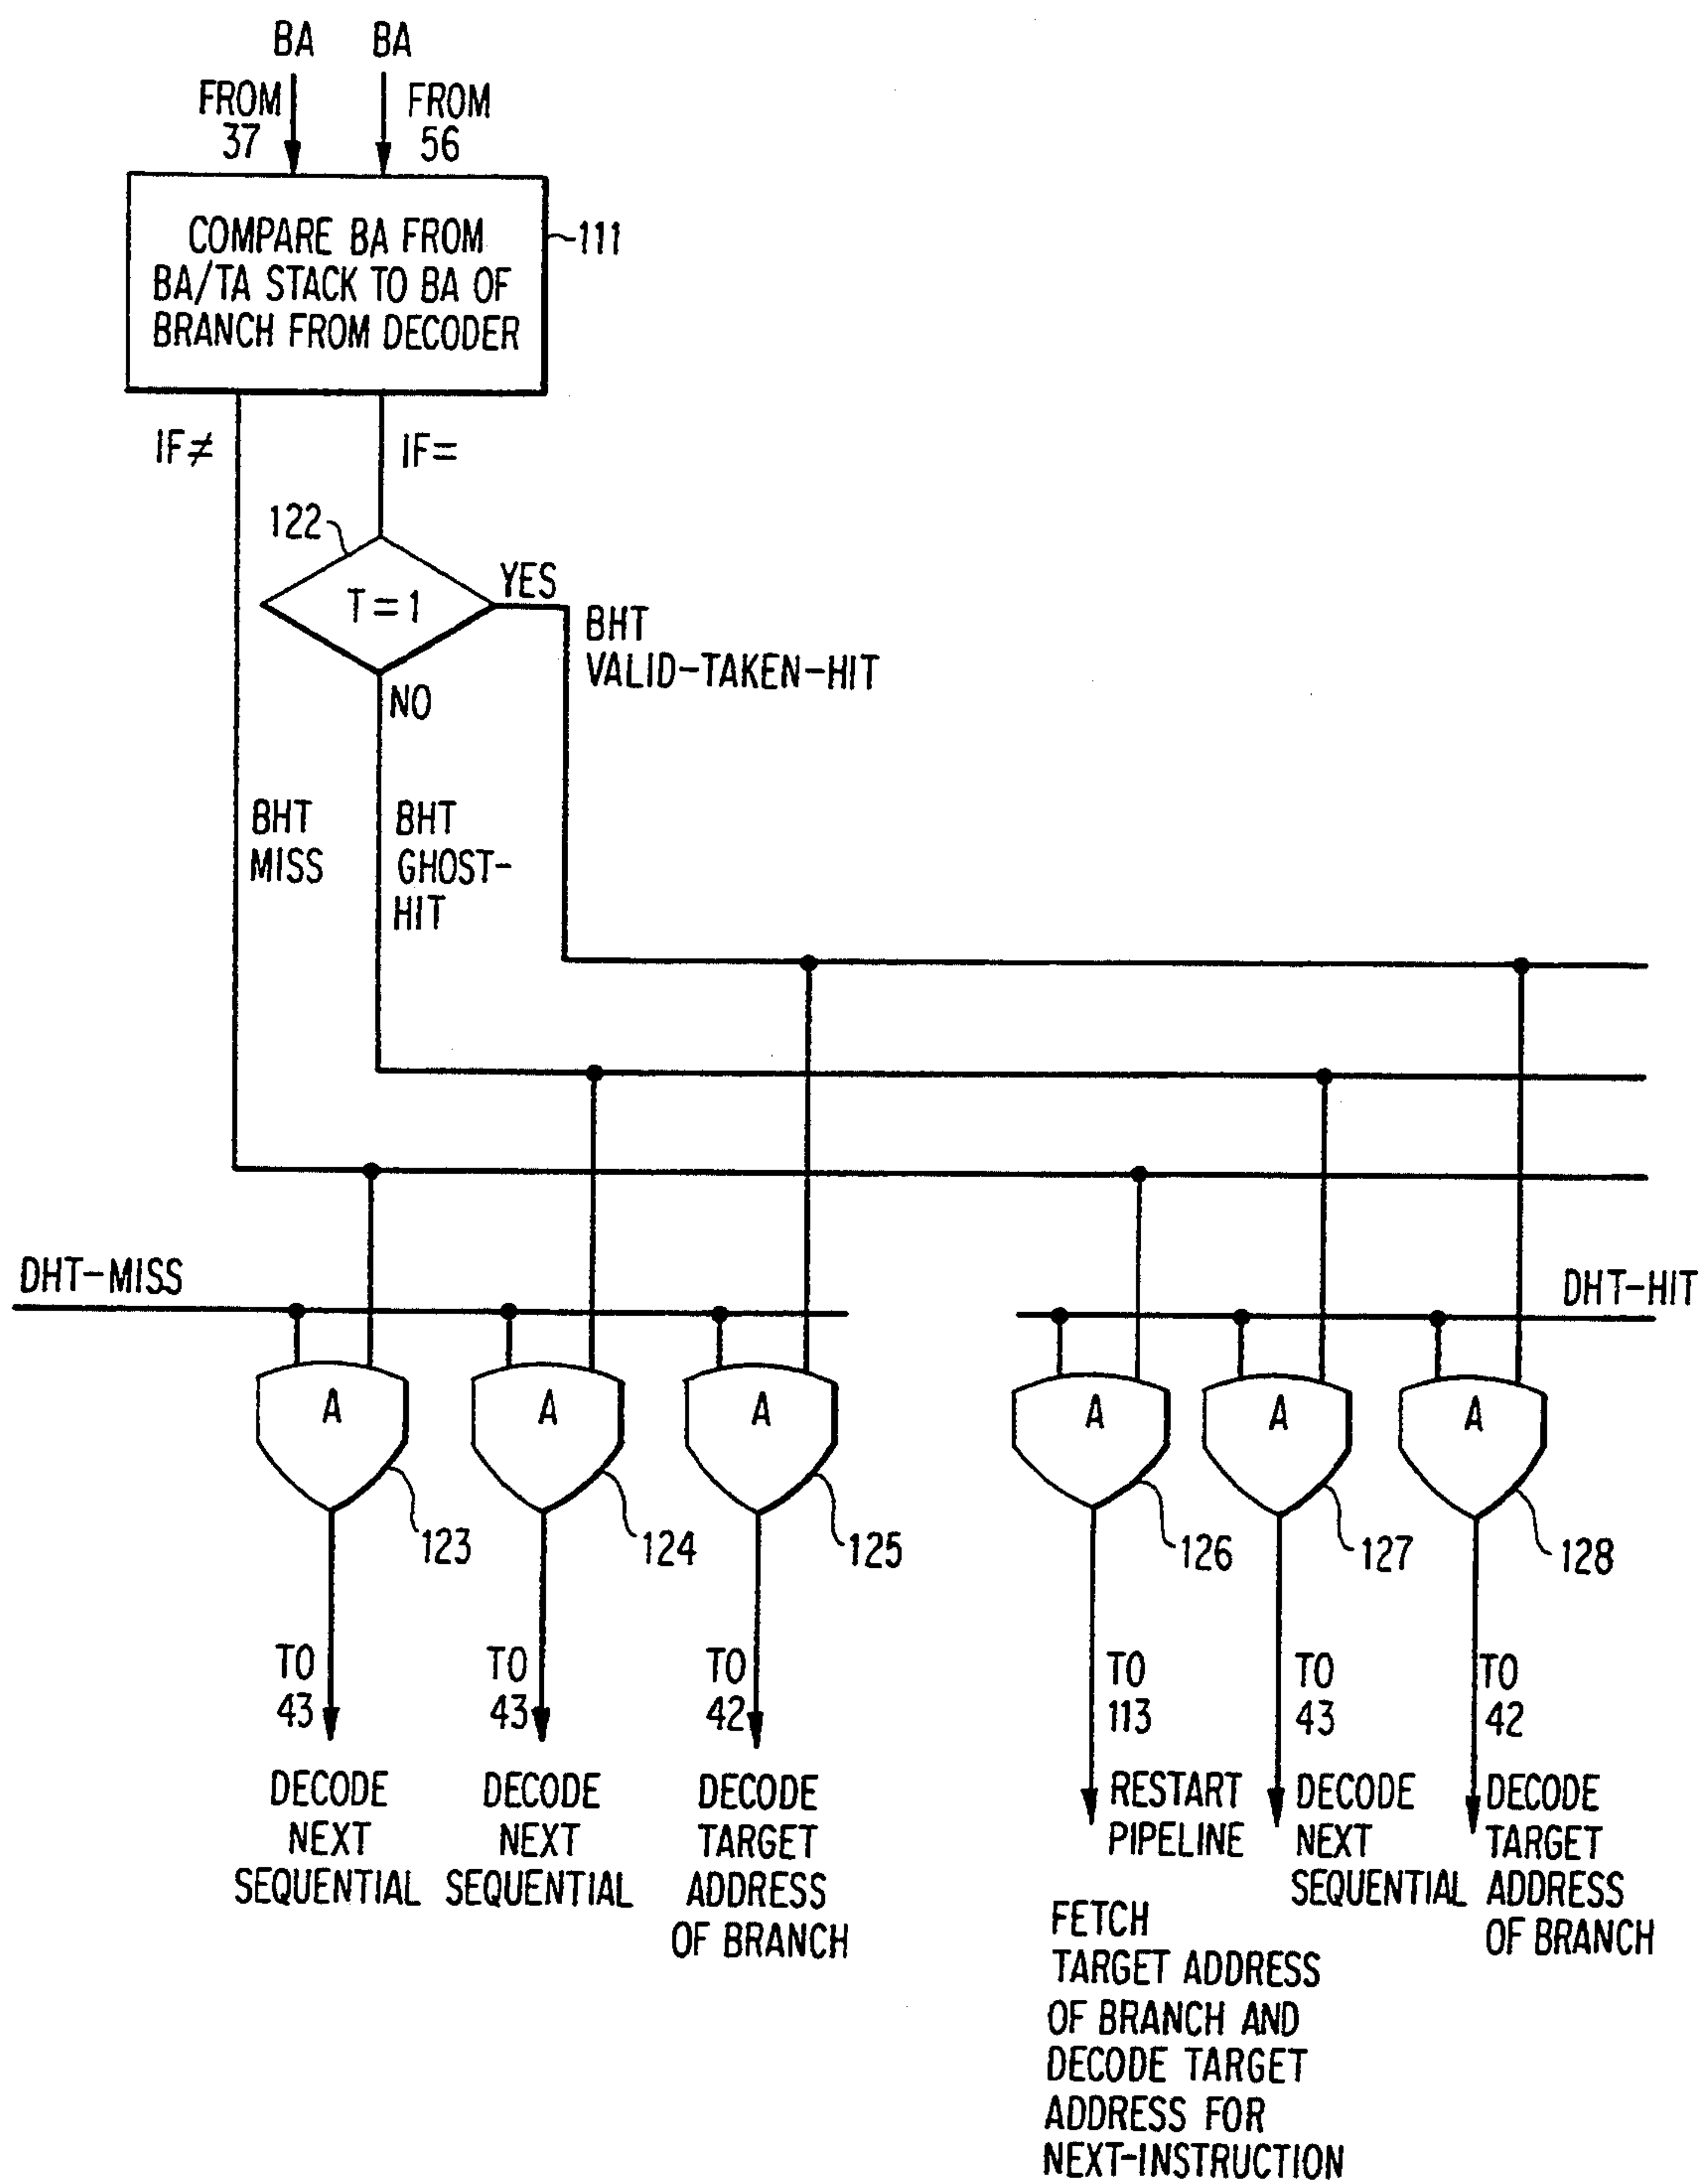 BA BA
FROM 37
FROM 56
COMPARE BA FROM
BA/TA STACK TO BA OF
BRANCH FROM DECODER
111
IF≠
IF=
122
T=1
YES
BHT
VALID-TAKEN-HIT
NO
BHT
MISS
BHT
GHOST-
HIT
DHT-MISS
DHT-HIT
A A A A A A
123 124 125 126 127 128
TO
43
DECODE
NEXT
SEQUENTIAL
TO
43
DECODE
NEXT
SEQUENTIAL
TO
42
DECODE
TARGET
ADDRESS
OF BRANCH
TO
113
RESTART
PIPELINE
FETCH
TARGET ADDRESS
OF BRANCH AND
DECODE TARGET
ADDRESS FOR
NEXT-INSTRUCTION
TO
43
DECODE
NEXT
SEQUENTIAL
TO
42
DECODE
TARGET
ADDRESS
OF BRANCH